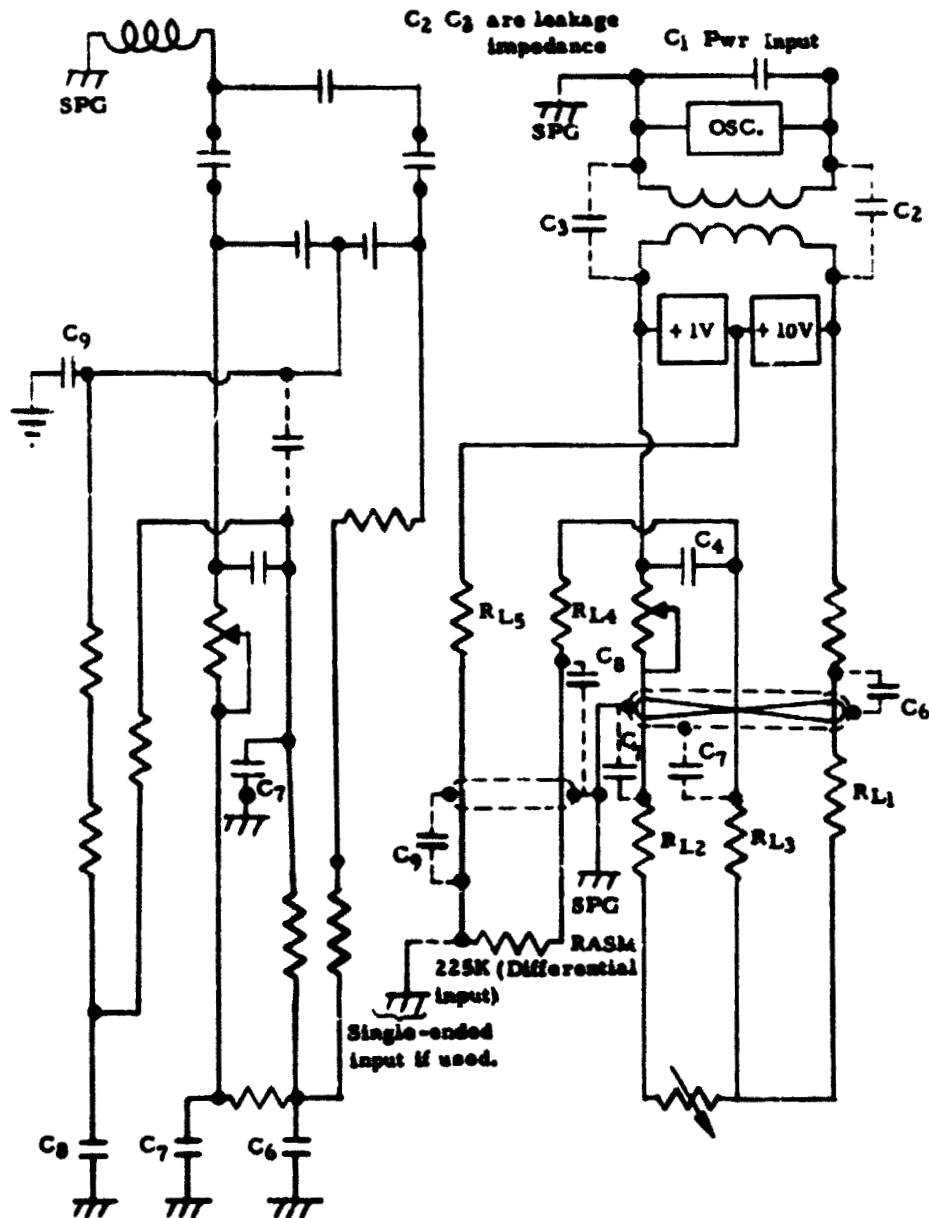 C2 C3 are leakage
impedance
C1 Pwr Input
SPG
SPG
OSC.
C3
C2
+ 1V
+ 10V
C9
C4
RL5
RL4
C8
C6
C7
C7
C7
RL1
C9
RL2
RL3
SPG
RASM
225K (Differential
input)
Single-ended
input if used.
C8
C7
C6